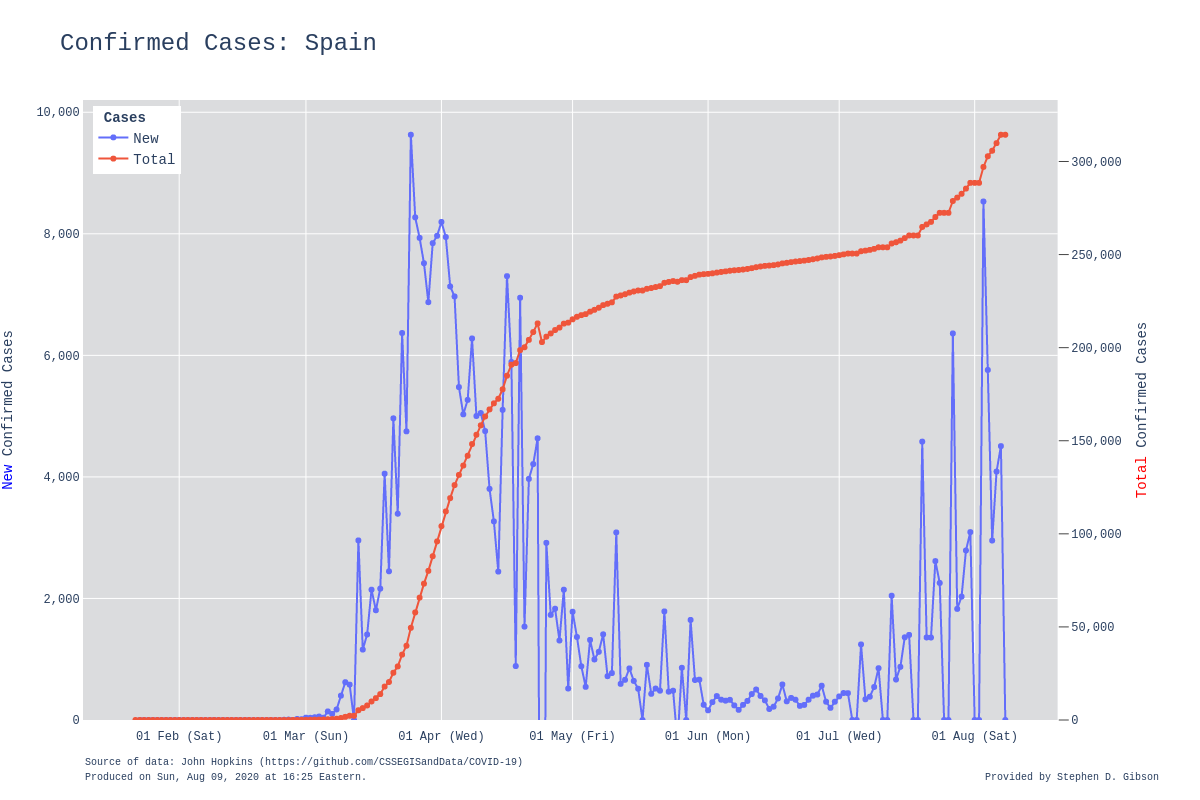 Confirmed Cases: Spain
Cases
New
Total
10,000
8,000
6,000
4,000
2,000
0
300,000
250,000
200,000
150,000
100,000
50,000
0
New Confirmed Cases
Total Confirmed Cases
01 Feb (Sat) 01 Mar (Sun) 01 Apr (Wed) 01 May (Fri) 01 Jun (Mon) 01 Jul (Wed) 01 Aug (Sat)
Source of data: John Hopkins (https://github.com/CSSEGISandData/COVID-19)
Produced on Sun, Aug 09, 2020 at 16:25 Eastern.
Provided by Stephen D. Gibson